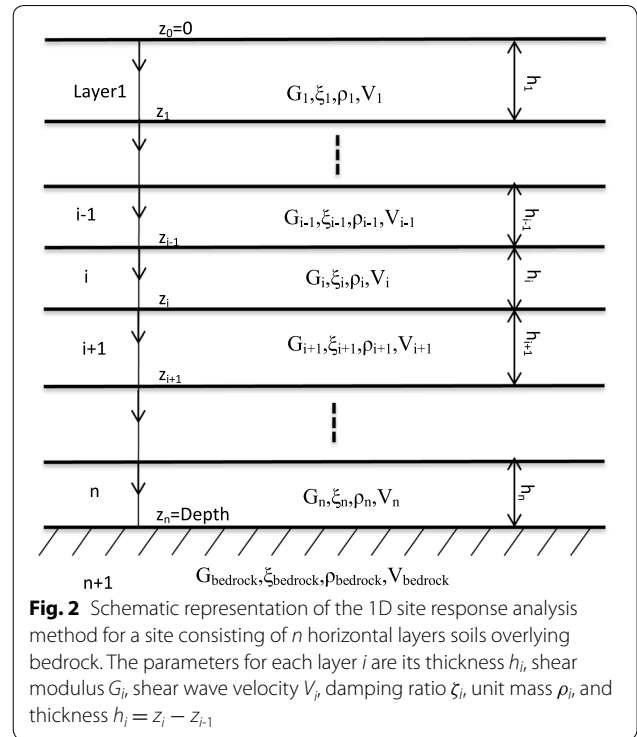 z₀=0
Layer1
G₁,ξ₁,ρ₁,V₁
h₁
z₁
i-1
Gᵢ₋₁,ξᵢ₋₁,ρᵢ₋₁,Vᵢ₋₁
hᵢ₋₁
zᵢ₋₁
i
Gᵢ,ξᵢ,ρᵢ,Vᵢ
hᵢ
zᵢ
i+1
Gᵢ₊₁,ξᵢ₊₁,ρᵢ₊₁,Vᵢ₊₁
hᵢ₊₁
zᵢ₊₁
n
Gₙ,ξₙ,ρₙ,Vₙ
hₙ
zₙ=Depth
n+1
G_bedrock,ξ_bedrock,ρ_bedrock,V_bedrock
Fig. 2 Schematic representation of the 1D site response analysis
method for a site consisting of n horizontal layers soils overlying
bedrock. The parameters for each layer i are its thickness hᵢ, shear
modulus Gᵢ, shear wave velocity Vᵢ, damping ratio ζᵢ, unit mass ρᵢ, and
thickness hᵢ = zᵢ − zᵢ₋₁